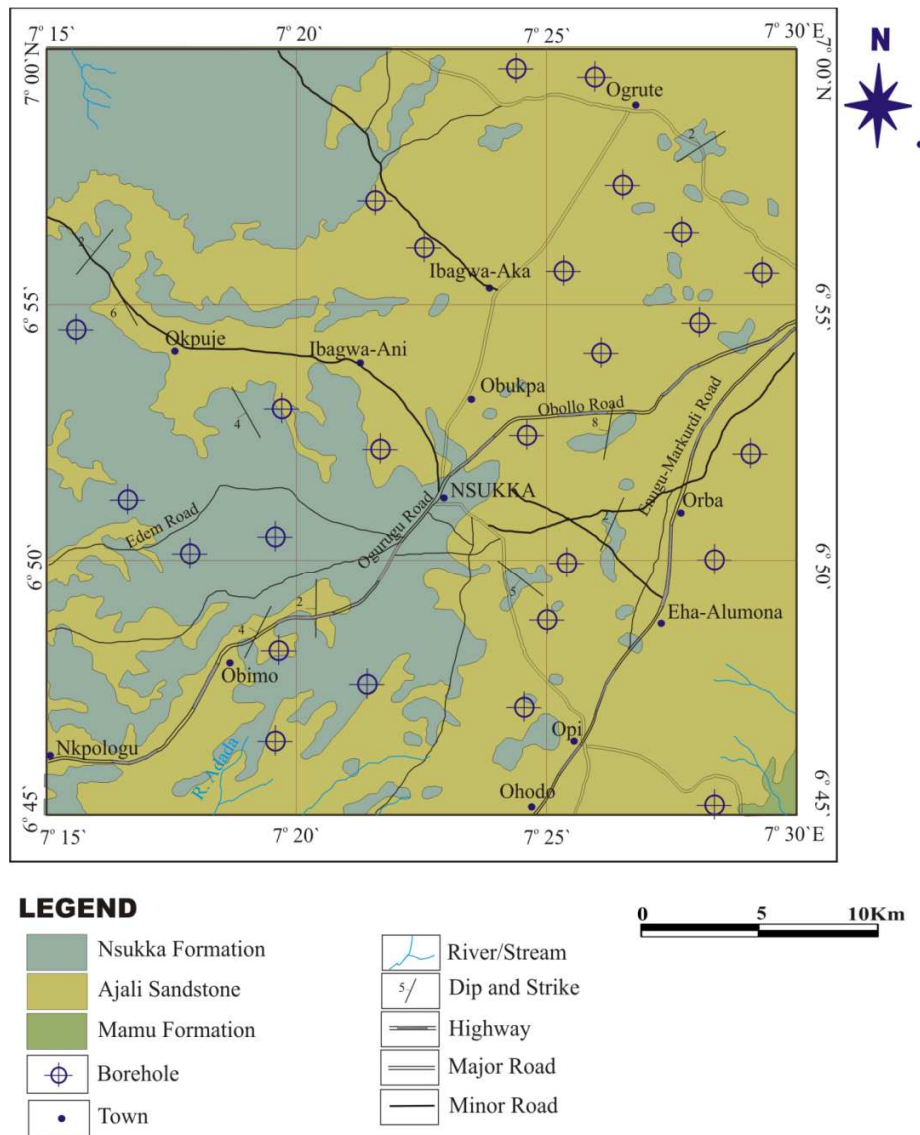 7° 15` 7° 20` 7° 25` 7° 30`E
7° 00`N
7° 00`N
N
Ogrute
2
Ibagwa-Aka
2
6° 55`
6° 55`
6
Okpuje
Ibagwa-Ani
Obukpa
Obollo Road
4
8
Enugu-Markurdi Road
NSUKKA
Orba
Edem Road
Ogurugu Road
6° 50`
6° 50`
5
2
4
Eha-Alumona
Obimo
Nkpologu
Opi
R. Adada
Ohodo
6° 45`
6° 45`
7° 15` 7° 20` 7° 25` 7° 30`E
LEGEND
Nsukka Formation
Ajali Sandstone
Mamu Formation
Borehole
Town
River/Stream
5 Dip and Strike
Highway
Major Road
Minor Road
0 5 10Km